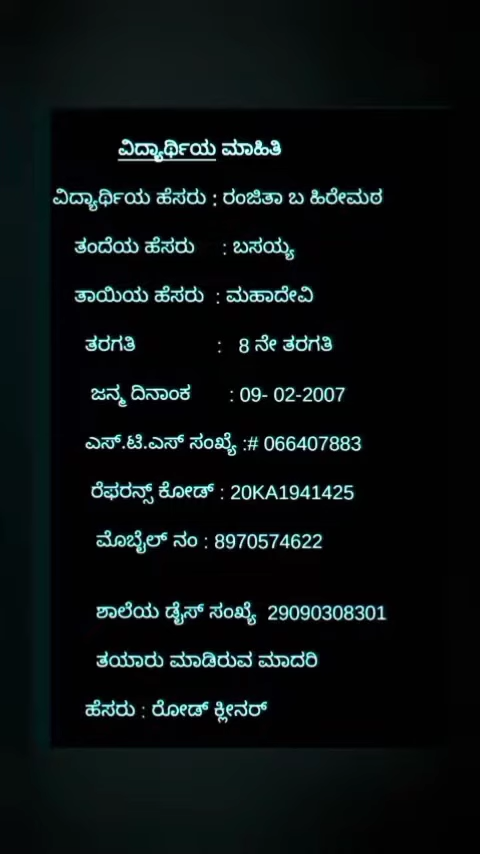 ವಿದ್ಯಾರ್ಥಿಯ ಮಾಹಿತಿ
ವಿದ್ಯಾರ್ಥಿಯ ಹೆಸರು : ರಂಜಿತಾ ಬ ಹಿರೇಮಠ
ತಂದೆಯ ಹೆಸರು : ಬಸಯ್ಯ
ತಾಯಿಯ ಹೆಸರು : ಮಹಾದೇವಿ
ತರಗತಿ : 8 ನೇ ತರಗತಿ
ಜನ್ಮ ದಿನಾಂಕ : 09- 02-2007
ಎಸ್.ಟಿ.ಎಸ್ ಸಂಖ್ಯೆ :# 066407883
ರೆಫರನ್ಸ್ ಕೋಡ್ : 20KA1941425
ಮೊಬೈಲ್ ನಂ : 8970574622
ಶಾಲೆಯ ಡೈಸ್ ಸಂಖ್ಯೆ 29090308301
ತಯಾರು ಮಾಡಿರುವ ಮಾದರಿ
ಹೆಸರು : ರೋಡ್ ಕ್ಲೀನರ್